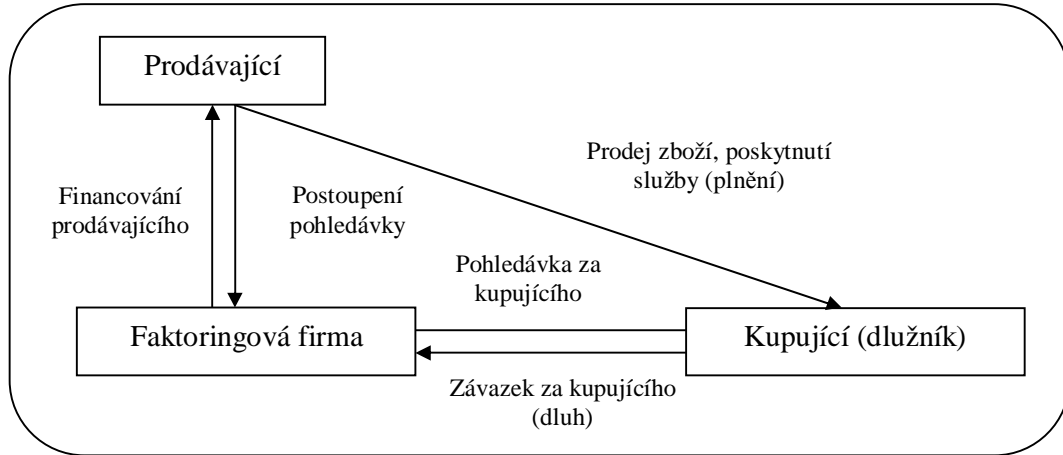 Prodávající
Prodej zboží, poskytnutí
služby (plnění)
Financování
prodávajícího
Postoupení
pohledávky
Pohledávka za
kupujícího
Faktoringová firma
Kupující (dlužník)
Závazek za kupujícího
(dluh)